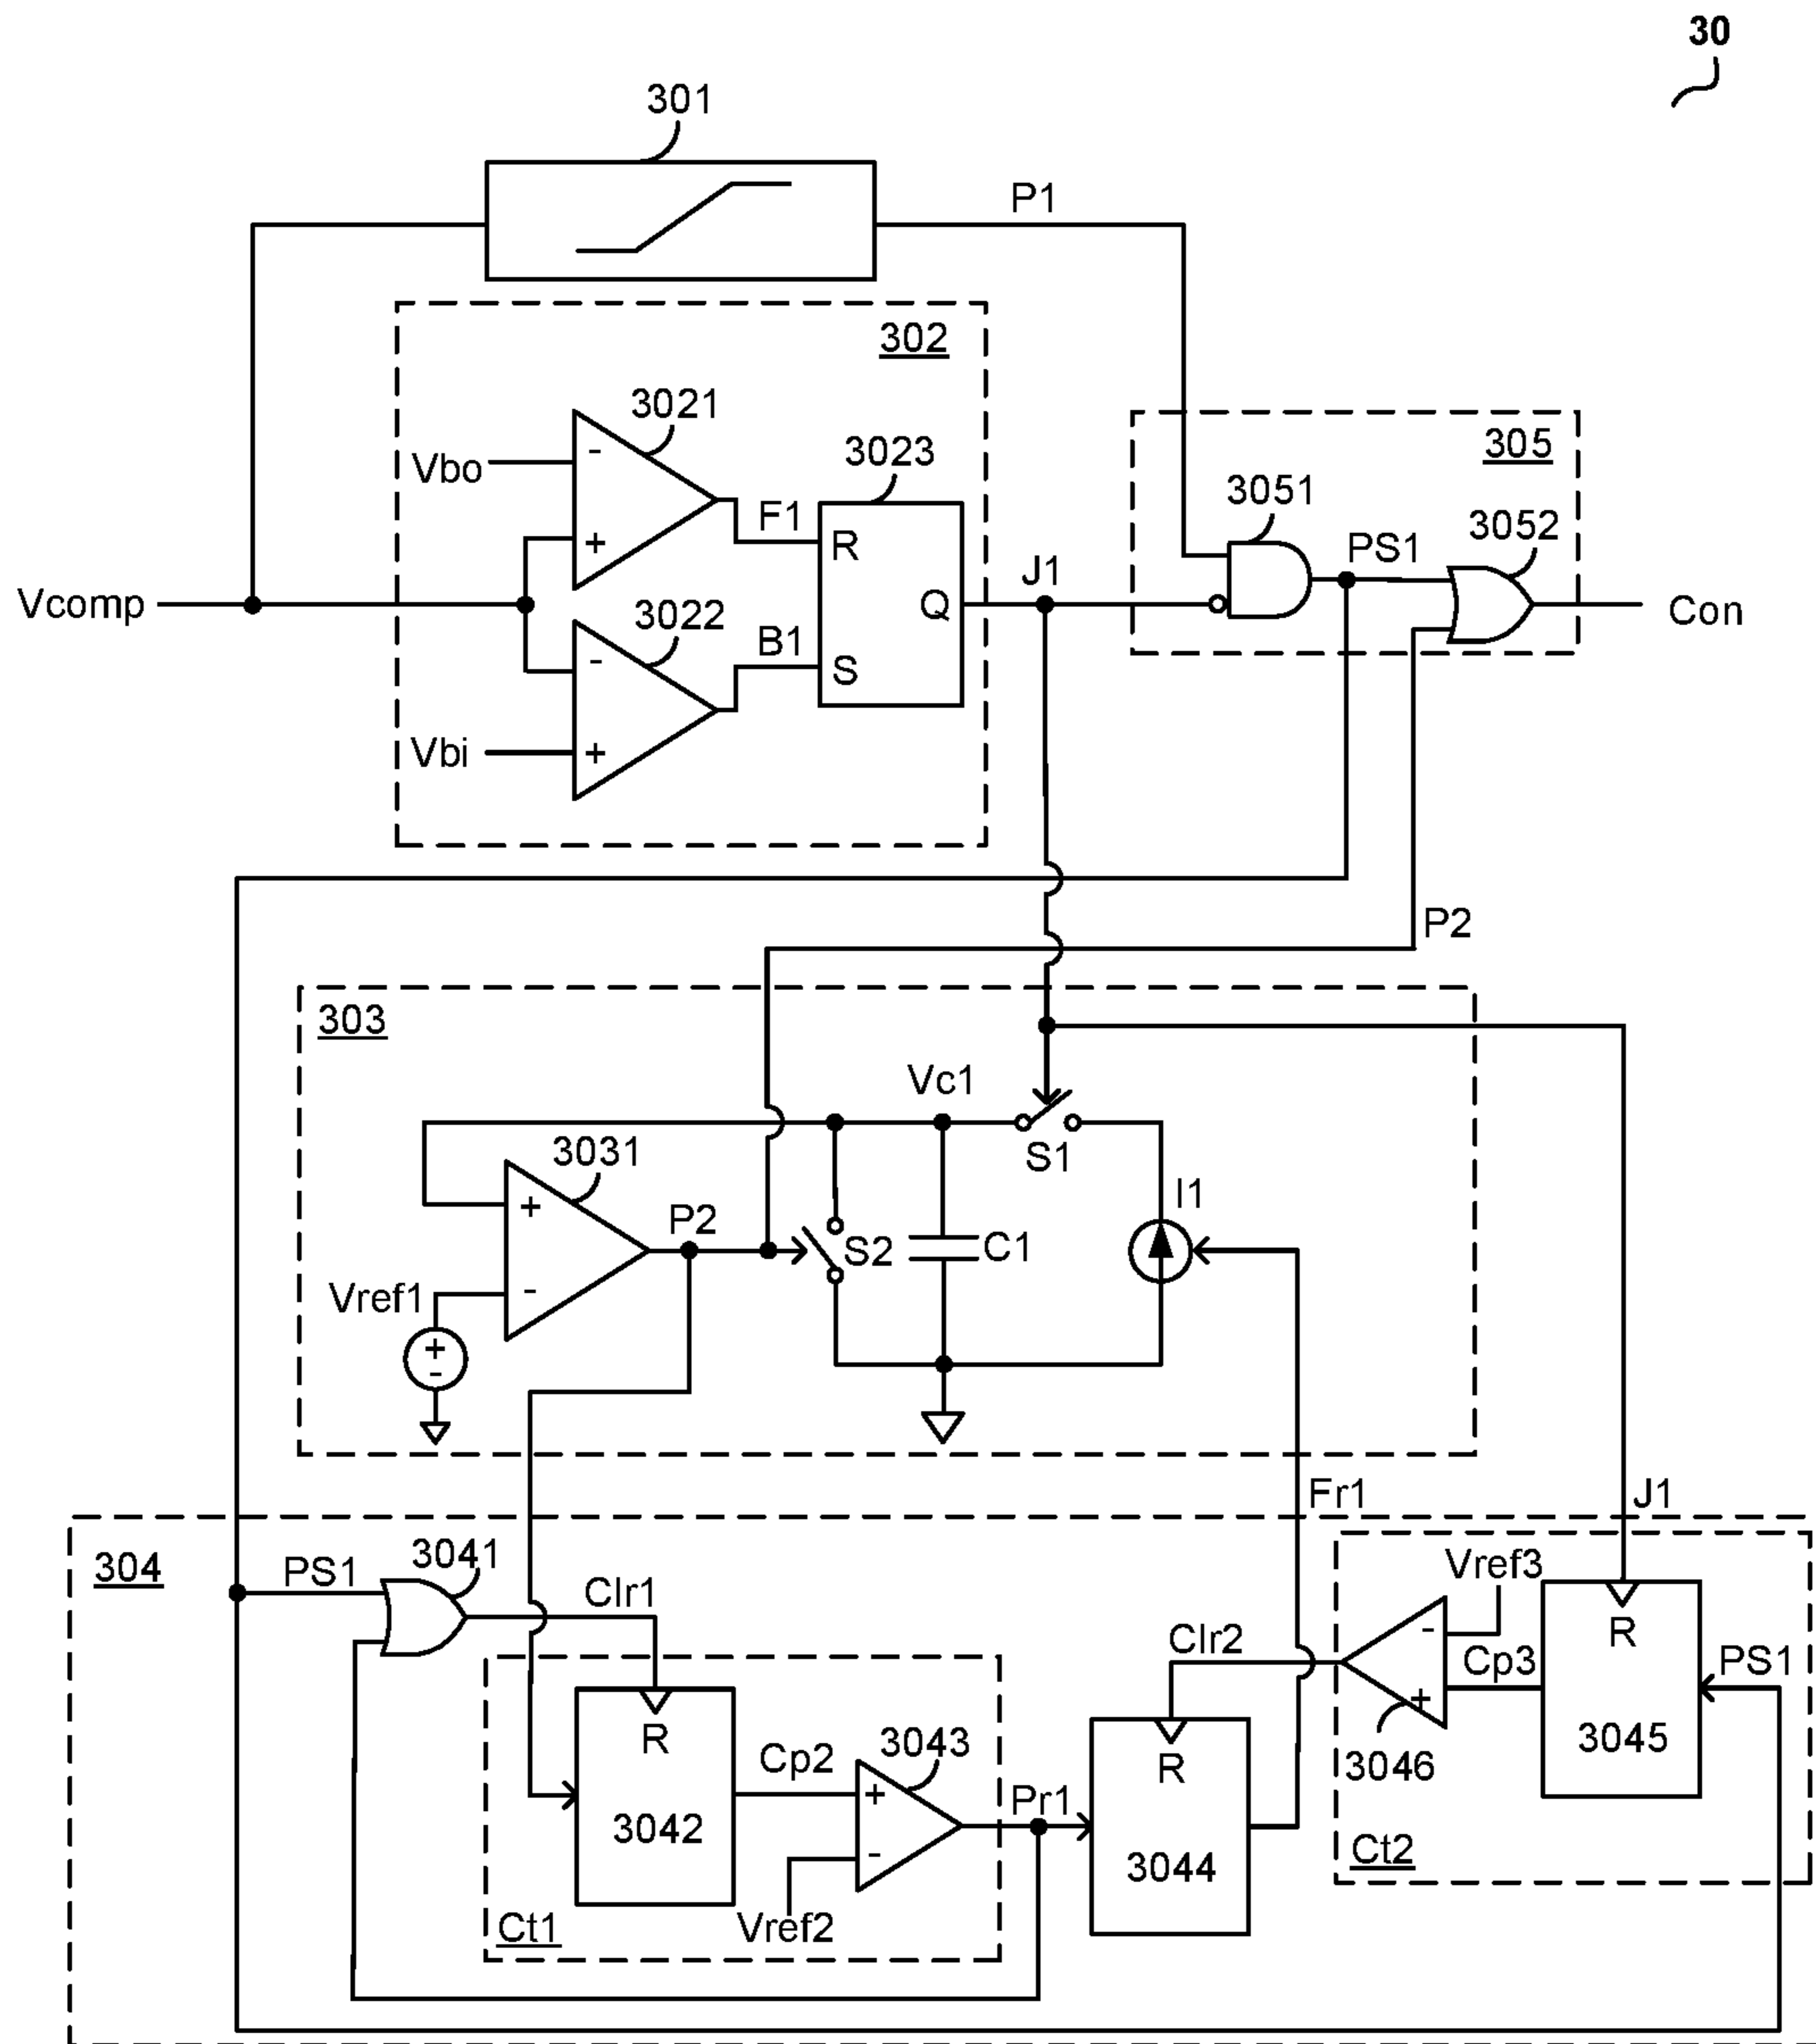 30
301
P1
302
3021
Vbo
-
+
F1
3023
R
Q
S
J1
305
3051
PS1
3052
Con
Vcomp
3022
B1
-
Vbi
+
P2
303
Vc1
S1
3031
+
-
P2
S2
C1
I1
Vref1
+
-
Fr1
J1
304
PS1
3041
Clr1
Vref3
Clr2
-
Cp3
R
PS1
+
3046
3045
R
3042
Cp2
3043
+
-
Pr1
R
3044
Vref2
Ct1
Ct2